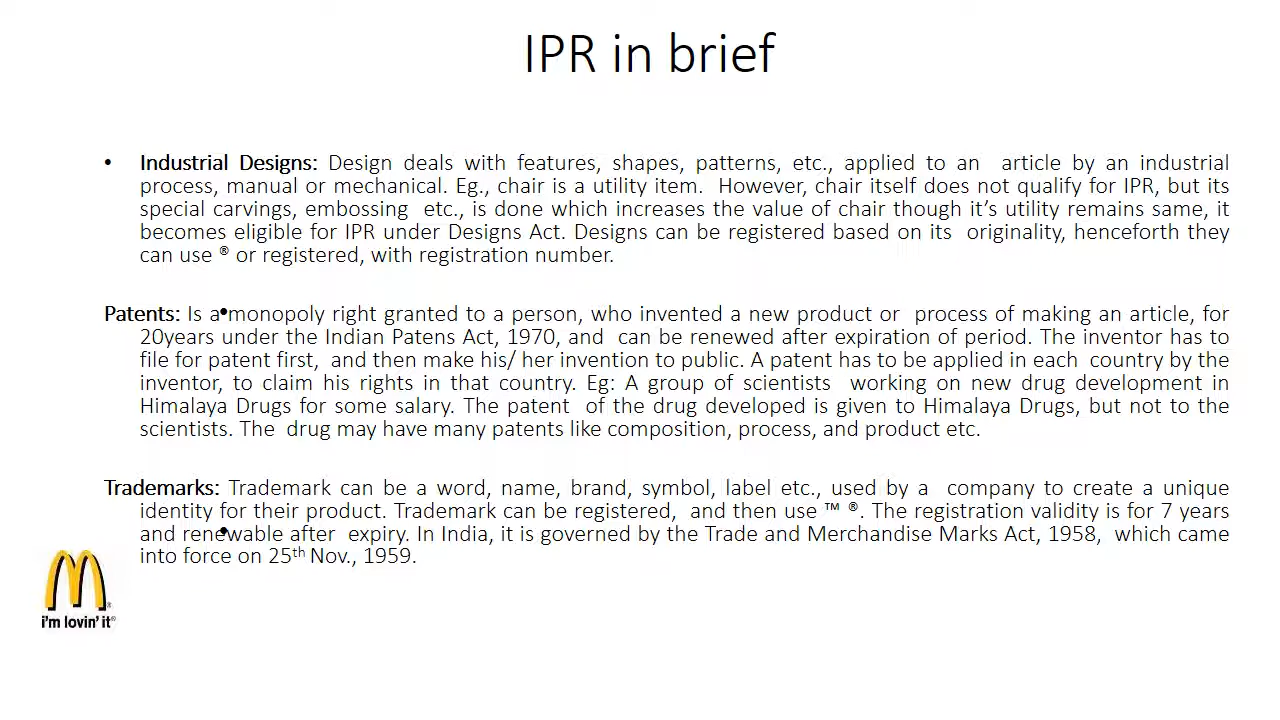 IPR in brief
• Industrial Designs: Design deals with features, shapes, patterns, etc., applied to an article by an industrial
process, manual or mechanical. Eg., chair is a utility item. However, chair itself does not qualify for IPR, but its
special carvings, embossing etc., is done which increases the value of chair though it’s utility remains same, it
becomes eligible for IPR under Designs Act. Designs can be registered based on its originality, henceforth they
can use ® or registered, with registration number.
Patents: Is a monopoly right granted to a person, who invented a new product or process of making an article, for
20years under the Indian Patens Act, 1970, and can be renewed after expiration of period. The inventor has to
file for patent first, and then make his/ her invention to public. A patent has to be applied in each country by the
inventor, to claim his rights in that country. Eg: A group of scientists working on new drug development in
Himalaya Drugs for some salary. The patent of the drug developed is given to Himalaya Drugs, but not to the
scientists. The drug may have many patents like composition, process, and product etc.
Trademarks: Trademark can be a word, name, brand, symbol, label etc., used by a company to create a unique
identity for their product. Trademark can be registered, and then use ™ ®. The registration validity is for 7 years
and renewable after expiry. In India, it is governed by the Trade and Merchandise Marks Act, 1958, which came
into force on 25th Nov., 1959.
i'm lovin' it®